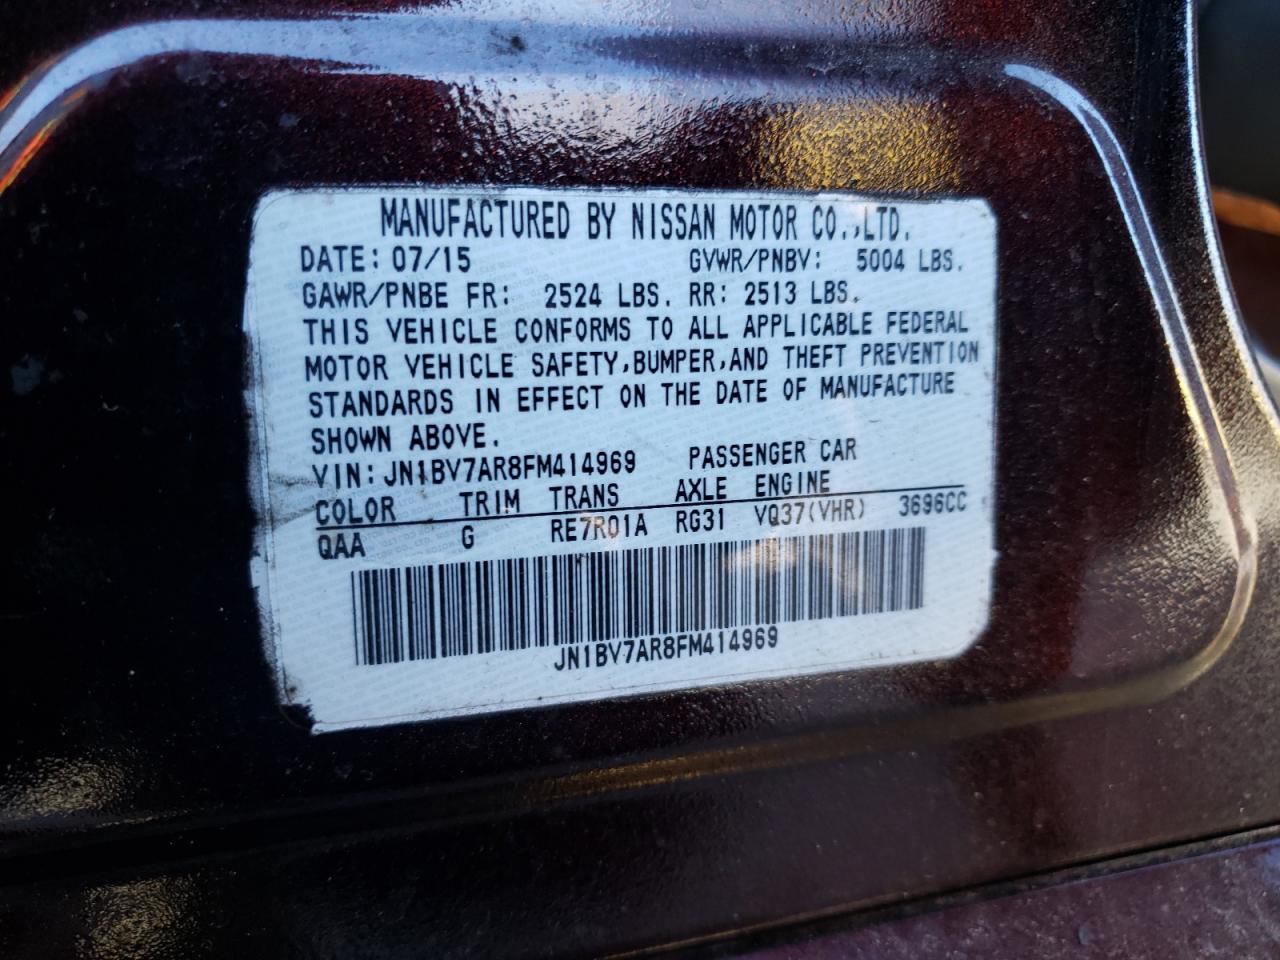 MANUFACTURED BY NISSAN MOTOR CO.,LTD.
DATE: 07/15 GVWR/PNBV: 5004 LBS.
GAWR/PNBE FR: 2524 LBS. RR: 2513 LBS.
THIS VEHICLE CONFORMS TO ALL APPLICABLE FEDERAL
MOTOR VEHICLE SAFETY,BUMPER,AND THEFT PREVENTION
STANDARDS IN EFFECT ON THE DATE OF MANUFACTURE
SHOWN ABOVE.
VIN: JN1BV7AR8FM414969 PASSENGER CAR
COLOR TRIM TRANS AXLE ENGINE
QAA G RE7R01A RG31 VQ37(VHR) 3696CC
JN1BV7AR8FM414969